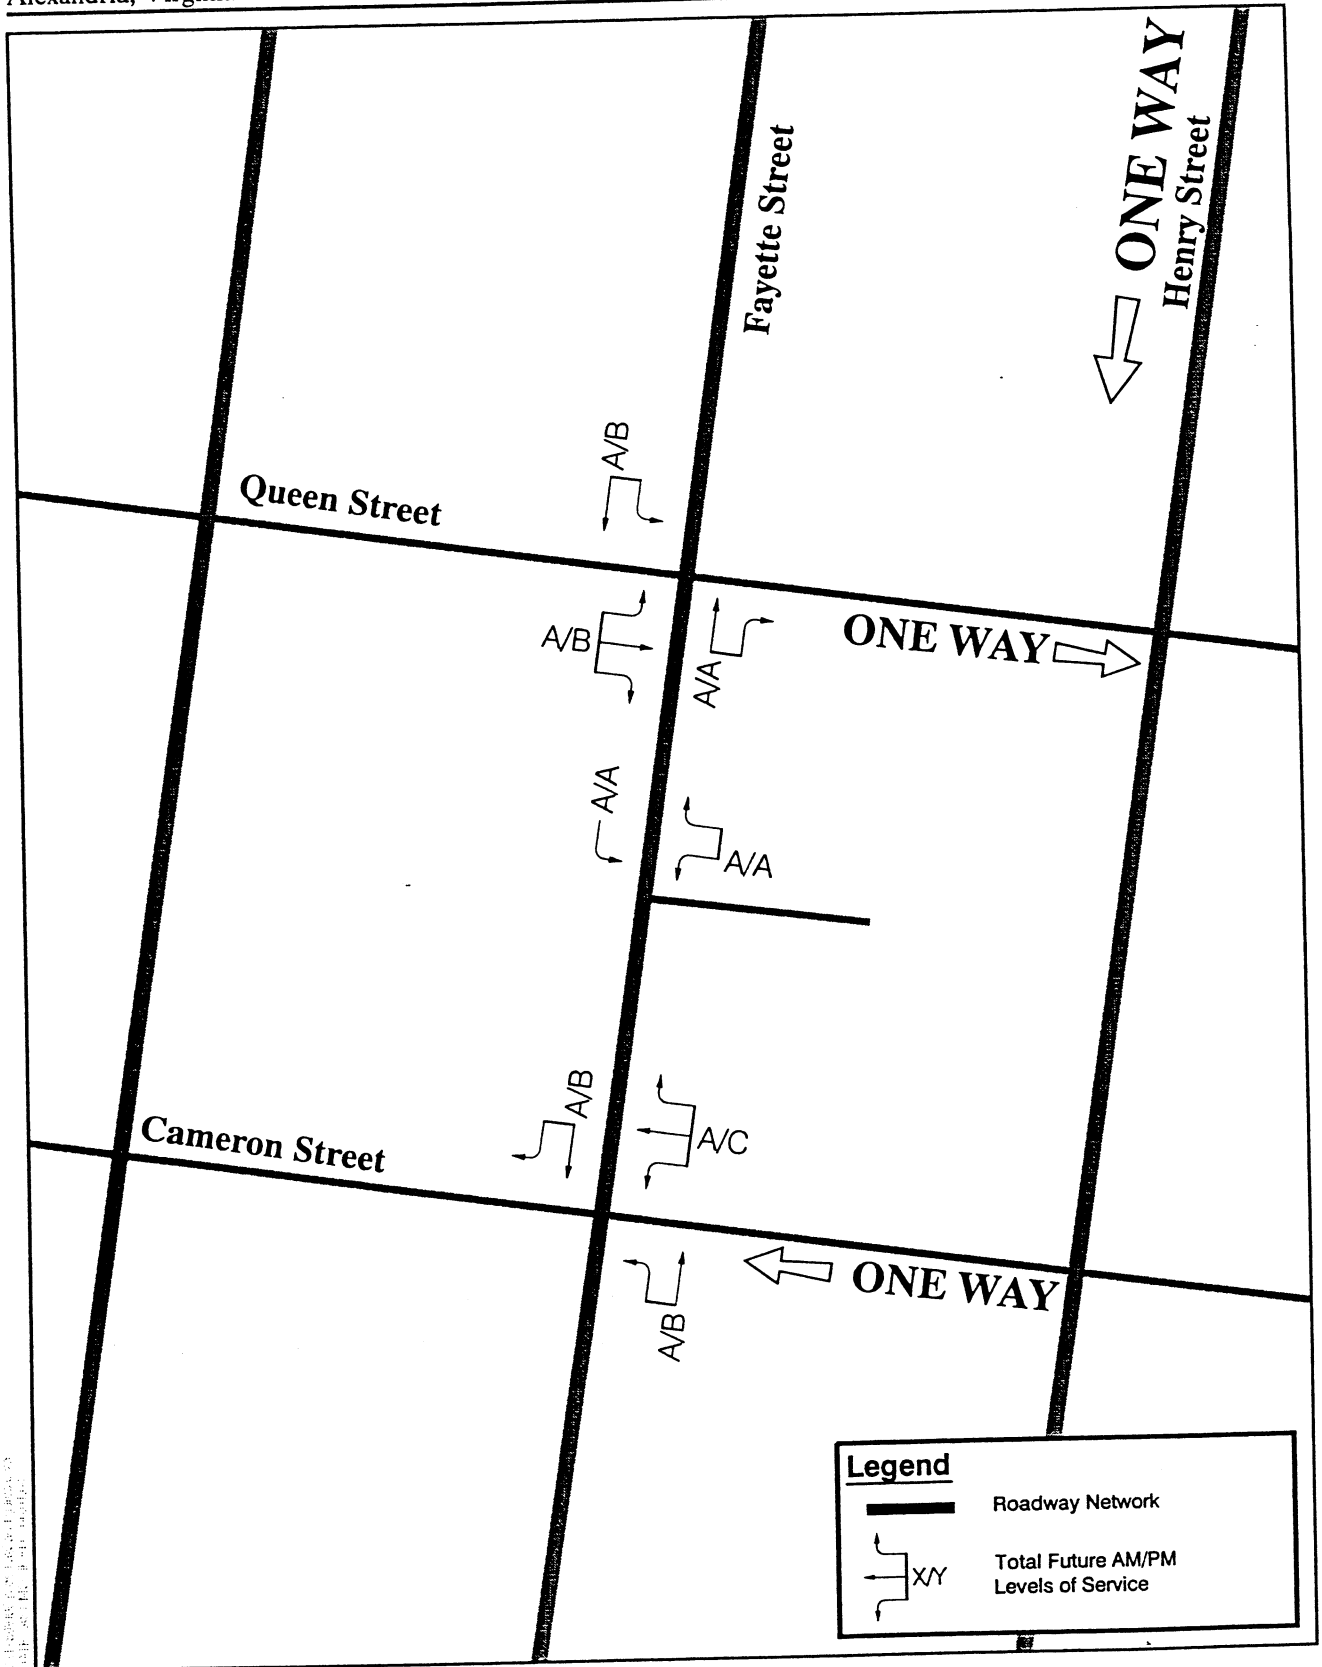 Alexandria,
ONE WAY
Henry Street
Fayette Street
A/B
Queen Street
A/B
A/A
ONE WAY
A/A
A/A
A/B
A/C
Cameron Street
A/B
ONE WAY
Legend
Roadway Network
X/Y
Total Future AM/PM
Levels of Service